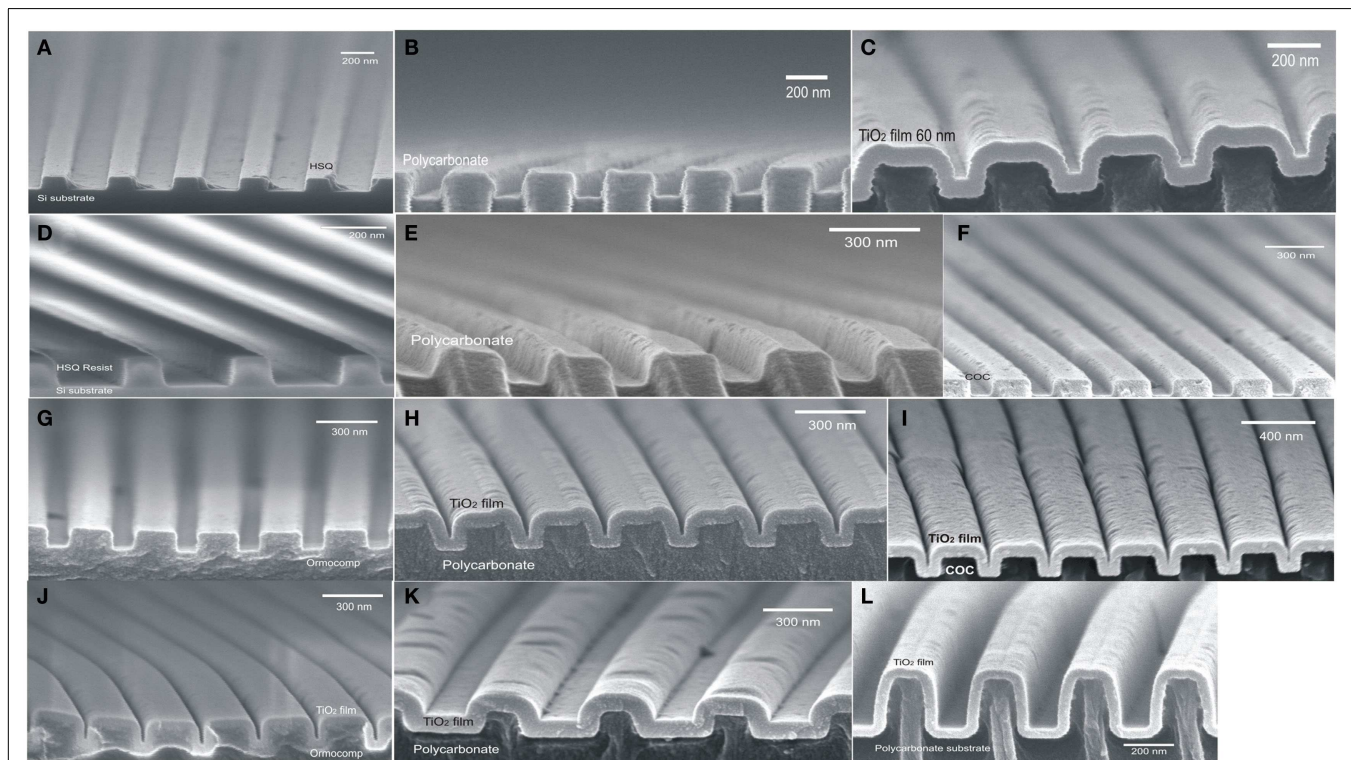 A
200 nm
HSQ
Si substrate
B
200 nm
Polycarbonate
C
200 nm
TiO₂ film 60 nm
D
200 nm
HSQ Resist
Si substrate
E
300 nm
Polycarbonate
F
300 nm
COC
G
300 nm
Ormocomp
H
300 nm
TiO₂ film
Polycarbonate
I
400 nm
TiO₂ film
COC
J
300 nm
TiO₂ film
Ormocomp
K
300 nm
TiO₂ film
Polycarbonate
L
TiO₂ film
Polycarbonate substrate
200 nm